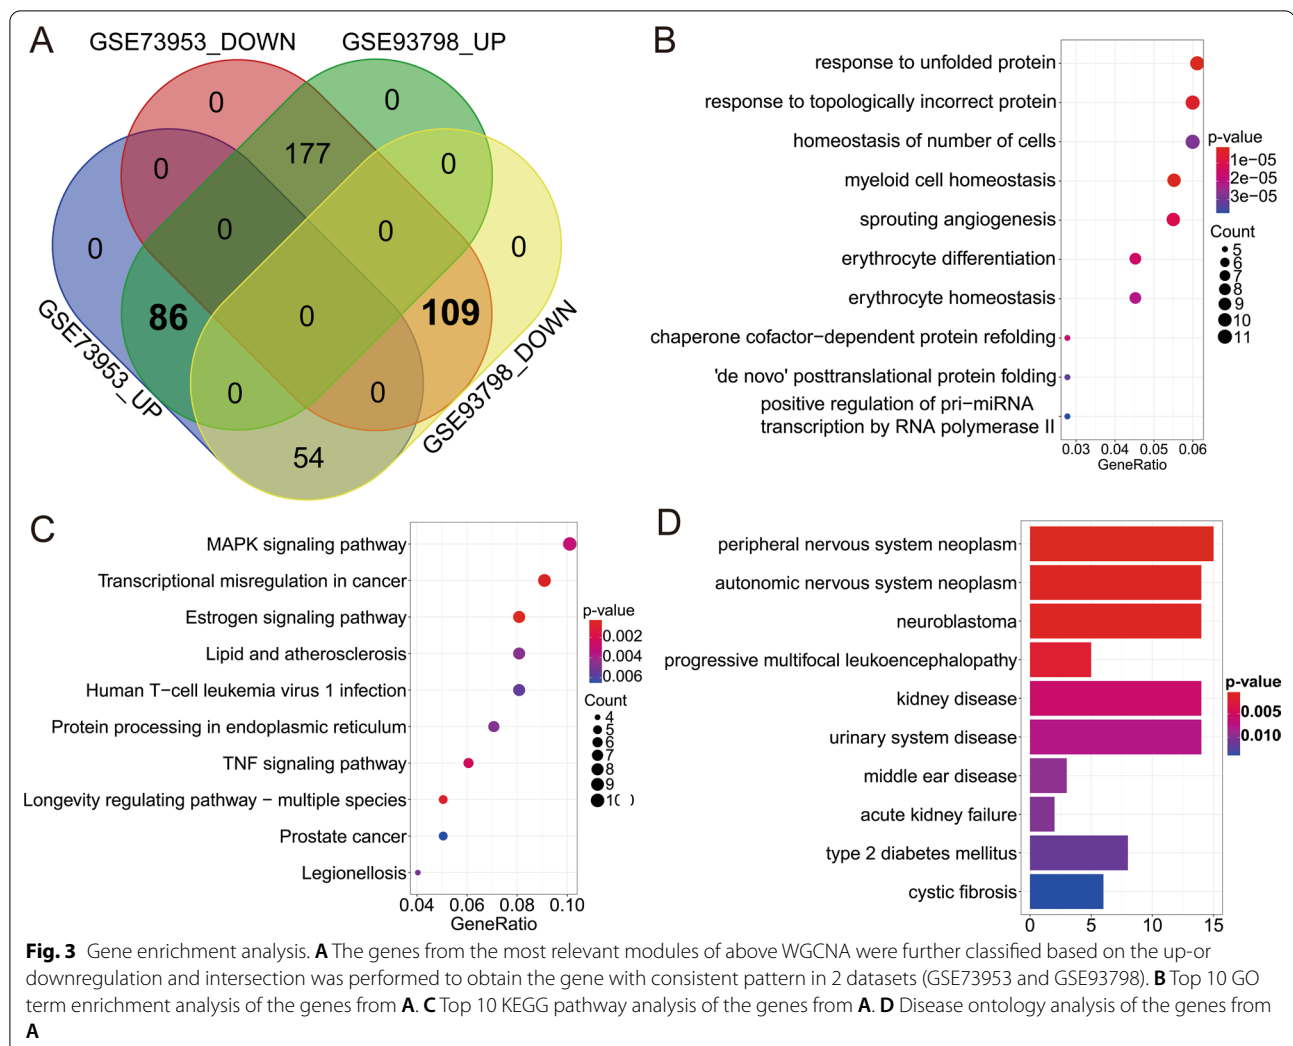 A
GSE73953_DOWN
GSE93798_UP
0
0
177
0
0
0
0
0
0
86
0
109
0
0
54
GSE73953_UP
GSE93798_DOWN
B
response to unfolded protein
response to topologically incorrect protein
homeostasis of number of cells
myeloid cell homeostasis
sprouting angiogenesis
erythrocyte differentiation
erythrocyte homeostasis
chaperone cofactor−dependent protein refolding
'de novo' posttranslational protein folding
positive regulation of pri−miRNA
transcription by RNA polymerase II
0.03 0.04 0.05 0.06
GeneRatio
p-value
1e−05
2e−05
3e−05
Count
5
6
7
8
9
10
11
C
MAPK signaling pathway
Transcriptional misregulation in cancer
Estrogen signaling pathway
Lipid and atherosclerosis
Human T−cell leukemia virus 1 infection
Protein processing in endoplasmic reticulum
TNF signaling pathway
Longevity regulating pathway − multiple species
Prostate cancer
Legionellosis
0.04 0.06 0.08 0.10
GeneRatio
p-value
0.002
0.004
0.006
Count
4
5
6
7
8
9
10
D
peripheral nervous system neoplasm
autonomic nervous system neoplasm
neuroblastoma
progressive multifocal leukoencephalopathy
kidney disease
urinary system disease
middle ear disease
acute kidney failure
type 2 diabetes mellitus
cystic fibrosis
0 5 10 15
p-value
0.005
0.010
Fig. 3 Gene enrichment analysis. A The genes from the most relevant modules of above WGCNA were further classified based on the up-or
downregulation and intersection was performed to obtain the gene with consistent pattern in 2 datasets (GSE73953 and GSE93798). B Top 10 GO
term enrichment analysis of the genes from A. C Top 10 KEGG pathway analysis of the genes from A. D Disease ontology analysis of the genes from
A